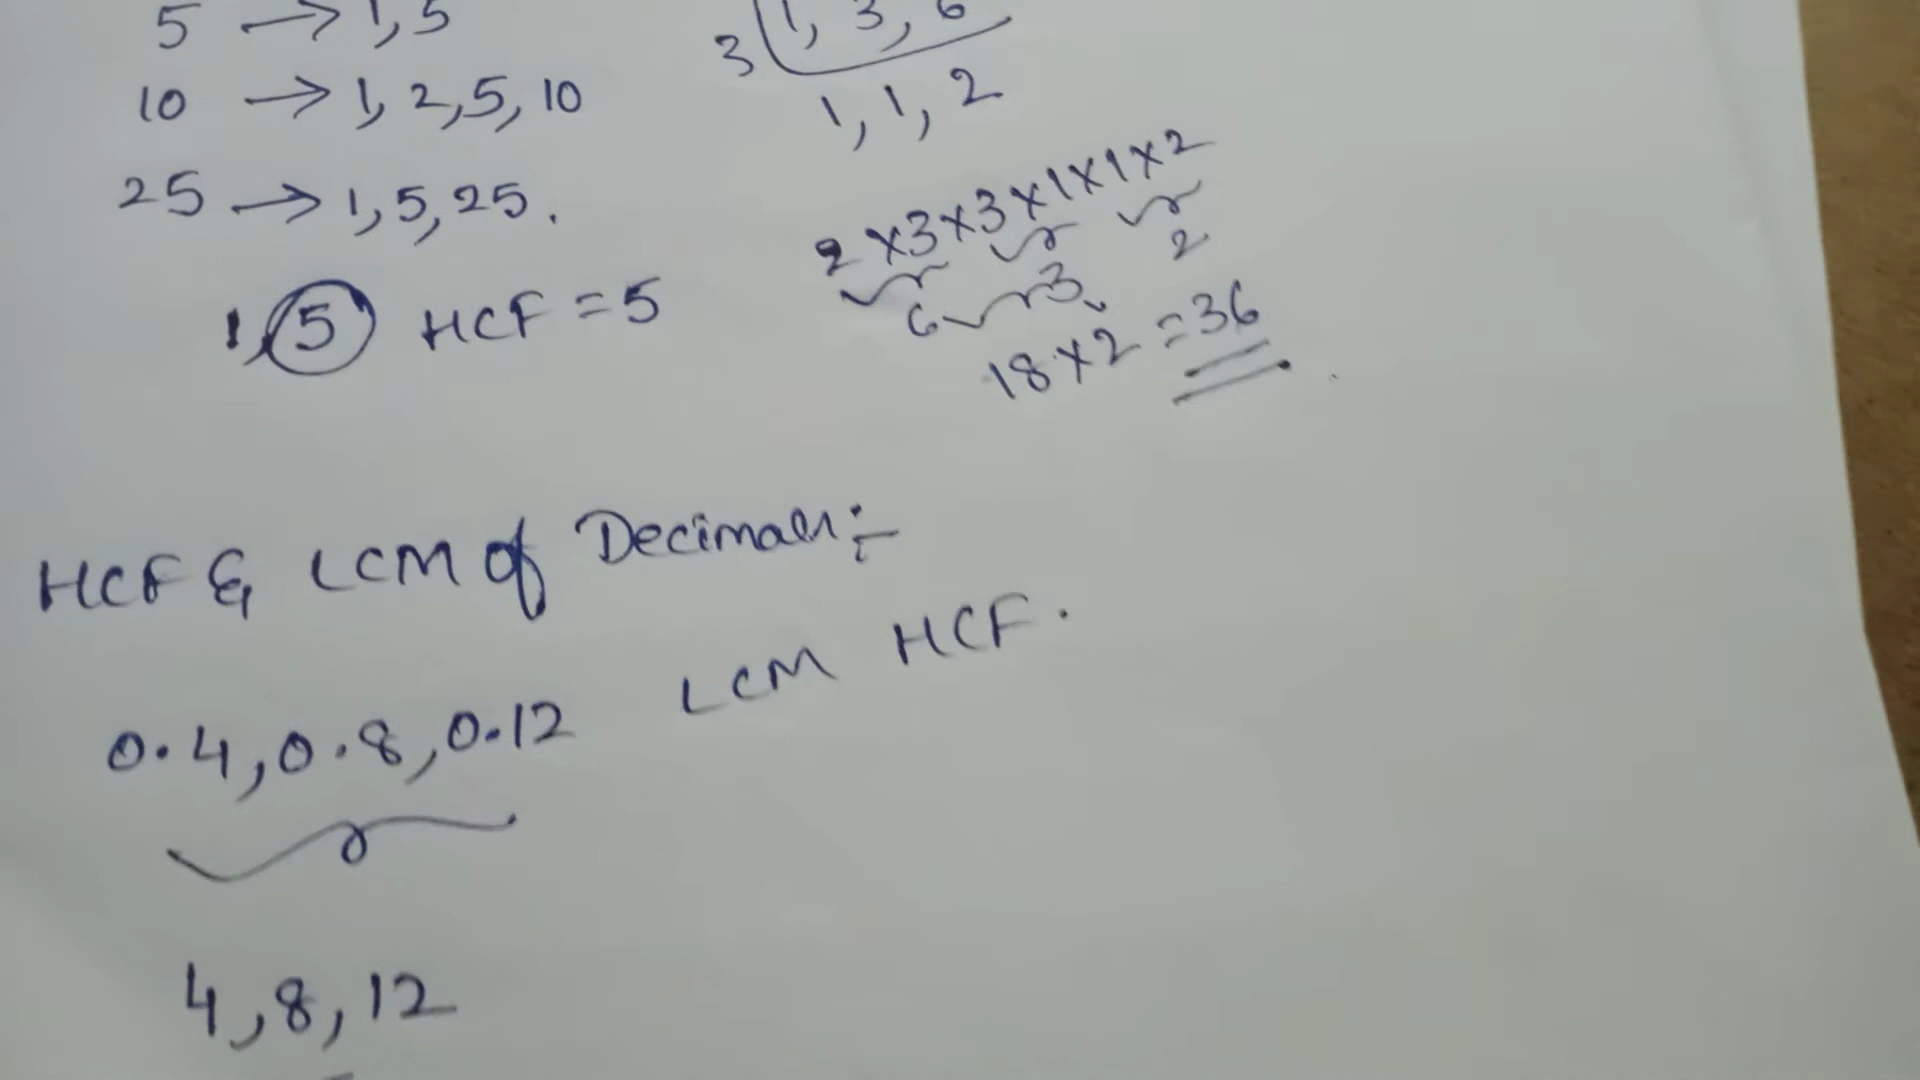 5 → 1, 5
10 → 1, 2, 5, 10
25 → 1, 5, 25.
1, 5 HCF = 5
3 1, 3, 6
1, 1, 2
2 × 3 × 3 × 1 × 1 × 2
6 3 2
18 × 2 = 36
HCF & LCM of Decimals:-
0.4, 0.8, 0.12 LCM HCF.
4, 8, 12